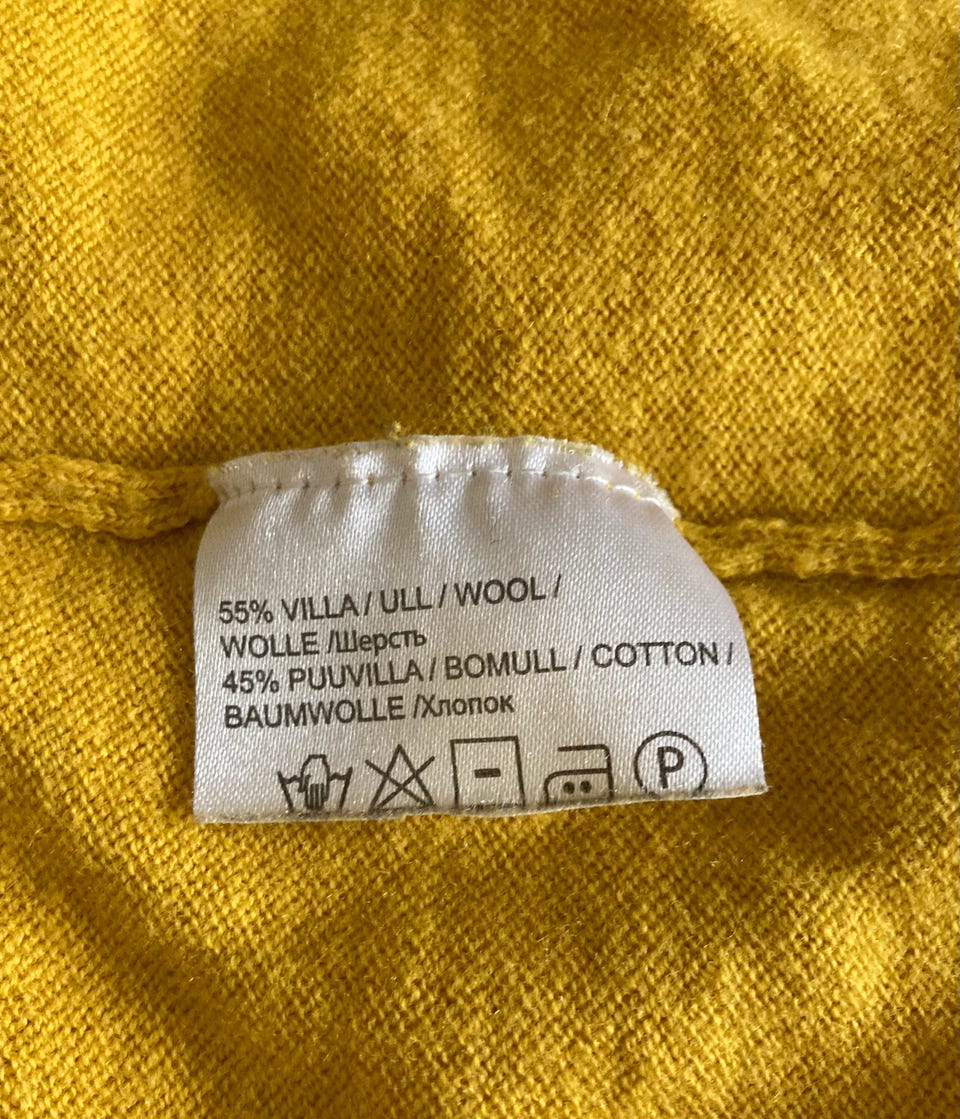 55% VILLA / ULL / WOOL /
WOLLE /Шерсть
45% PUUVILLA / BOMULL / COTTON /
BAUMWOLLE /Хлопок
P